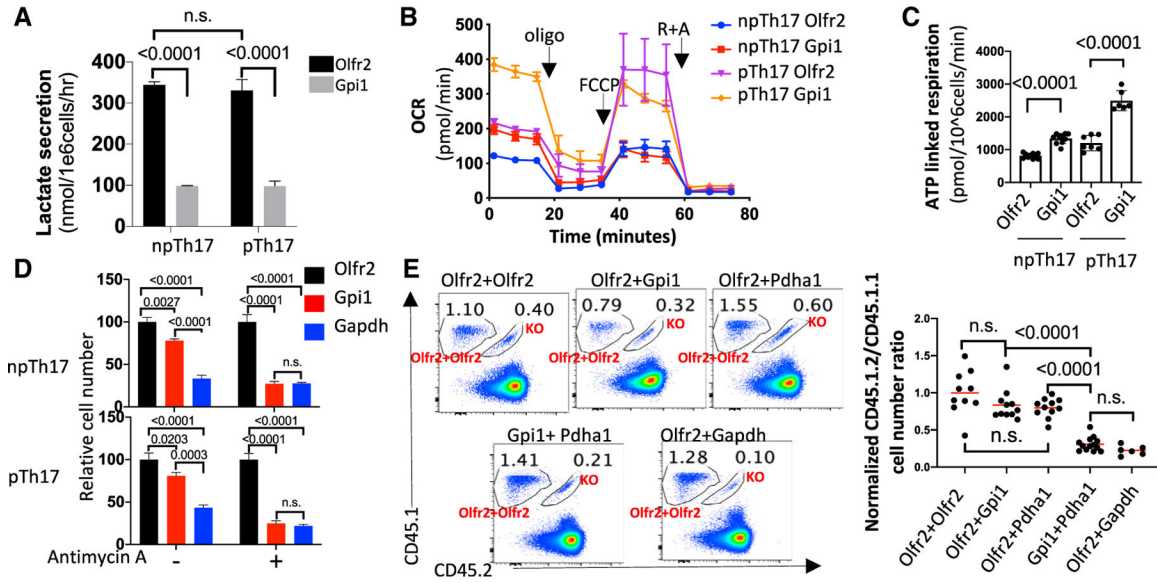 A
n.s.
<0.0001 <0.0001
Olfr2
Gpi1
Lactate secretion
(nmol/1e6cells/hr)
400
300
200
100
0
npTh17 pTh17
B
oligo
FCCP
R+A
npTh17 Olfr2
npTh17 Gpi1
pTh17 Olfr2
pTh17 Gpi1
OCR
(pmol/min)
500
400
300
200
100
0
0 20 40 60 80
Time (minutes)
C
<0.0001
<0.0001
ATP linked respiration
(pmol/10^6cells/min)
4000
3000
2000
1000
0
Olfr2
Gpi1
Olfr2
Gpi1
npTh17 pTh17
D
Olfr2
Gpi1
Gapdh
npTh17
pTh17
Relative cell number
150
100
50
0
<0.0001
0.0027
<0.0001
<0.0001
<0.0001
n.s.
150
100
50
0
<0.0001
0.0203
0.0003
<0.0001
<0.0001
n.s.
Antimycin A - +
E
Olfr2+Olfr2
1.10 0.40
KO
Olfr2+Olfr2
Olfr2+Gpi1
0.79 0.32
KO
Olfr2+Olfr2
Olfr2+Pdha1
1.55 0.60
KO
Olfr2+Olfr2
Gpi1+ Pdha1
1.41 0.21
KO
Olfr2+Olfr2
Olfr2+Gapdh
1.28 0.10
KO
Olfr2+Olfr2
CD45.1
CD45.2
Normalized CD45.1.2/CD45.1.1
cell number ratio
2.0
1.5
1.0
0.5
0.0
n.s.
<0.0001
<0.0001
n.s.
n.s.
Olfr2+Olfr2
Olfr2+Gpi1
Olfr2+Pdha1
Gpi1+Pdha1
Olfr2+Gapdh